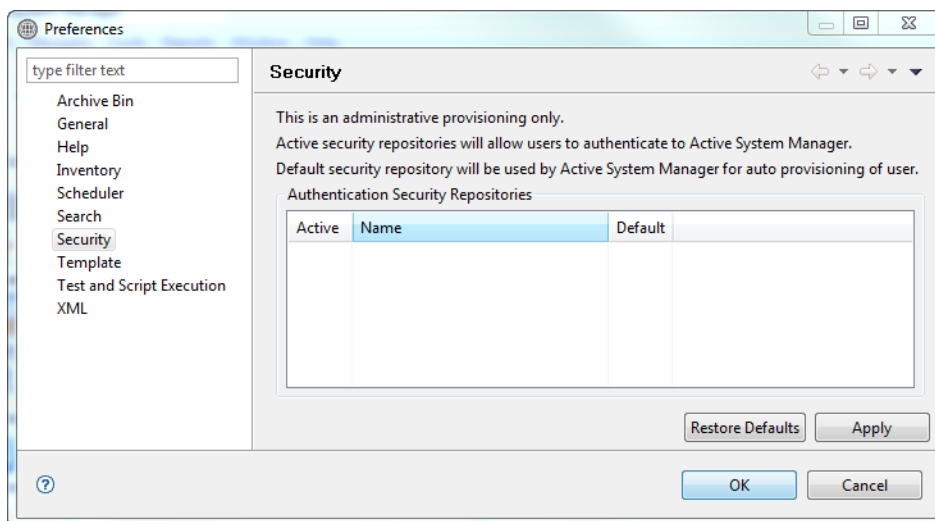 Preferences
type filter text
Security
Archive Bin
General
Help
Inventory
Scheduler
Search
Security
Template
Test and Script Execution
XML
This is an administrative provisioning only.
Active security repositories will allow users to authenticate to Active System Manager.
Default security repository will be used by Active System Manager for auto provisioning of user.
Authentication Security Repositories
Active Name Default
Restore Defaults Apply
OK Cancel